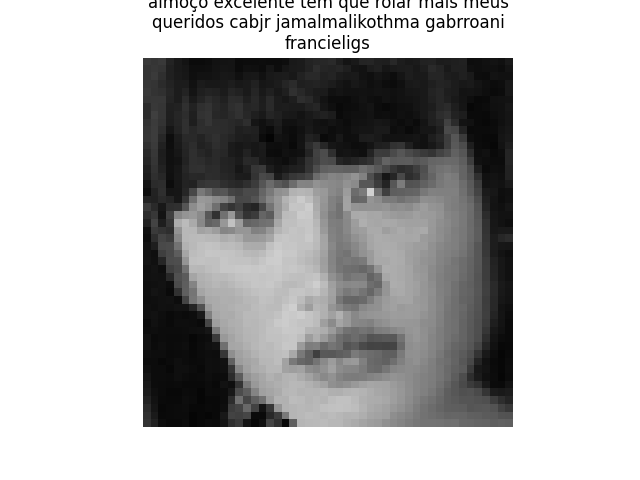 almoço excelente tem que rolar mais meus
queridos cabjr jamalmalikothma gabrroani
francieligs